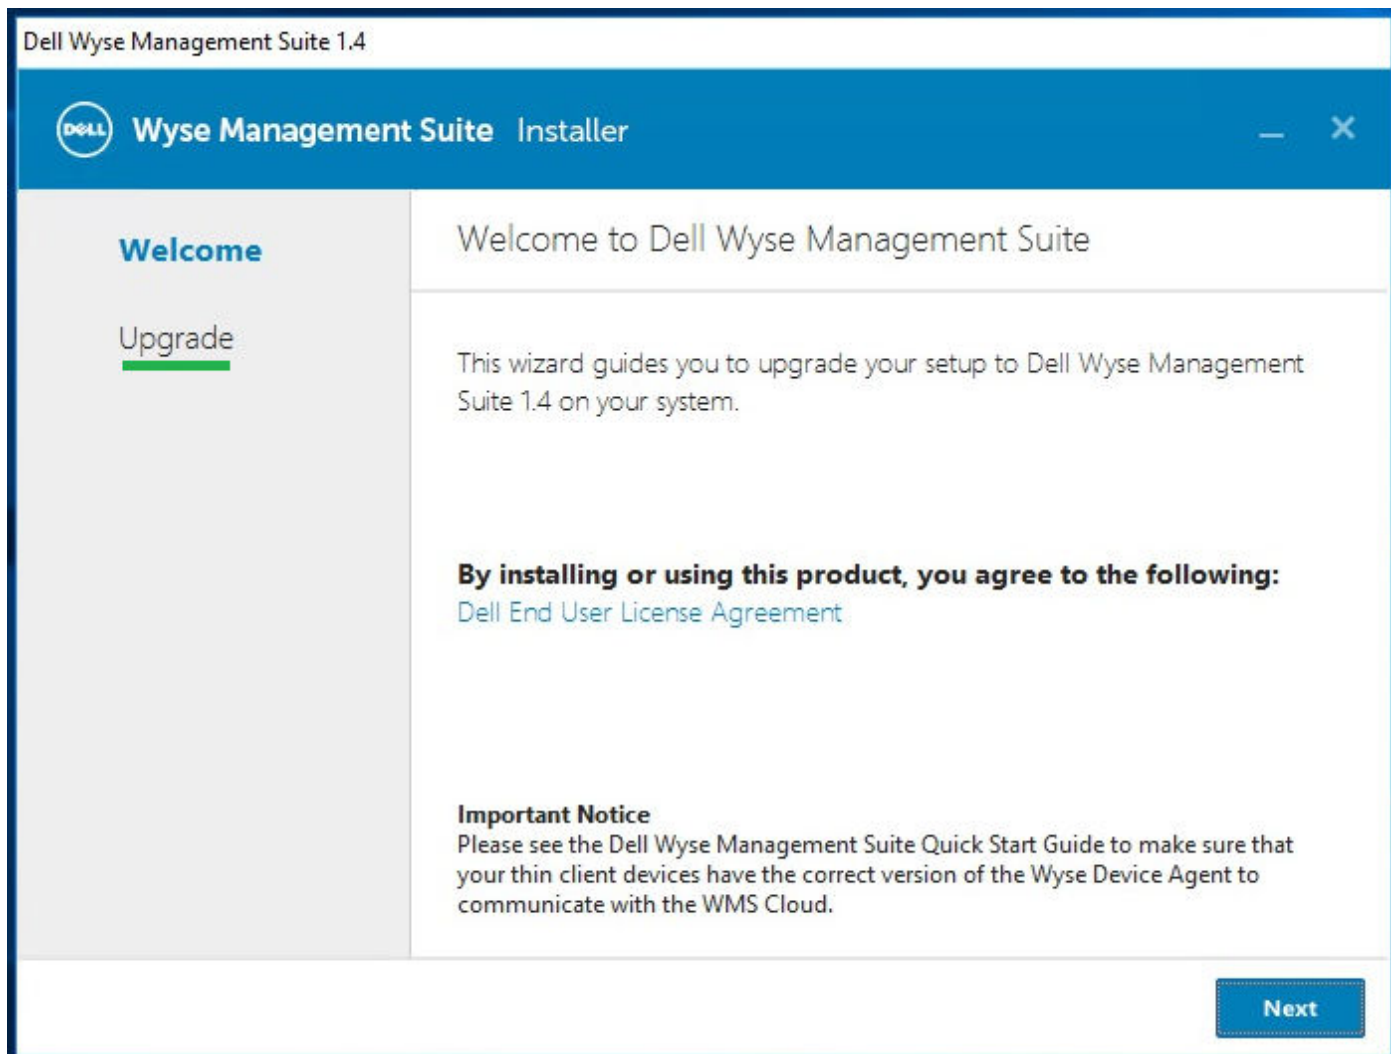 Dell Wyse Management Suite 1.4
DELL Wyse Management Suite Installer
Welcome
Upgrade
Welcome to Dell Wyse Management Suite
This wizard guides you to upgrade your setup to Dell Wyse Management
Suite 1.4 on your system.
By installing or using this product, you agree to the following:
Dell End User License Agreement
Important Notice
Please see the Dell Wyse Management Suite Quick Start Guide to make sure that
your thin client devices have the correct version of the Wyse Device Agent to
communicate with the WMS Cloud.
Next